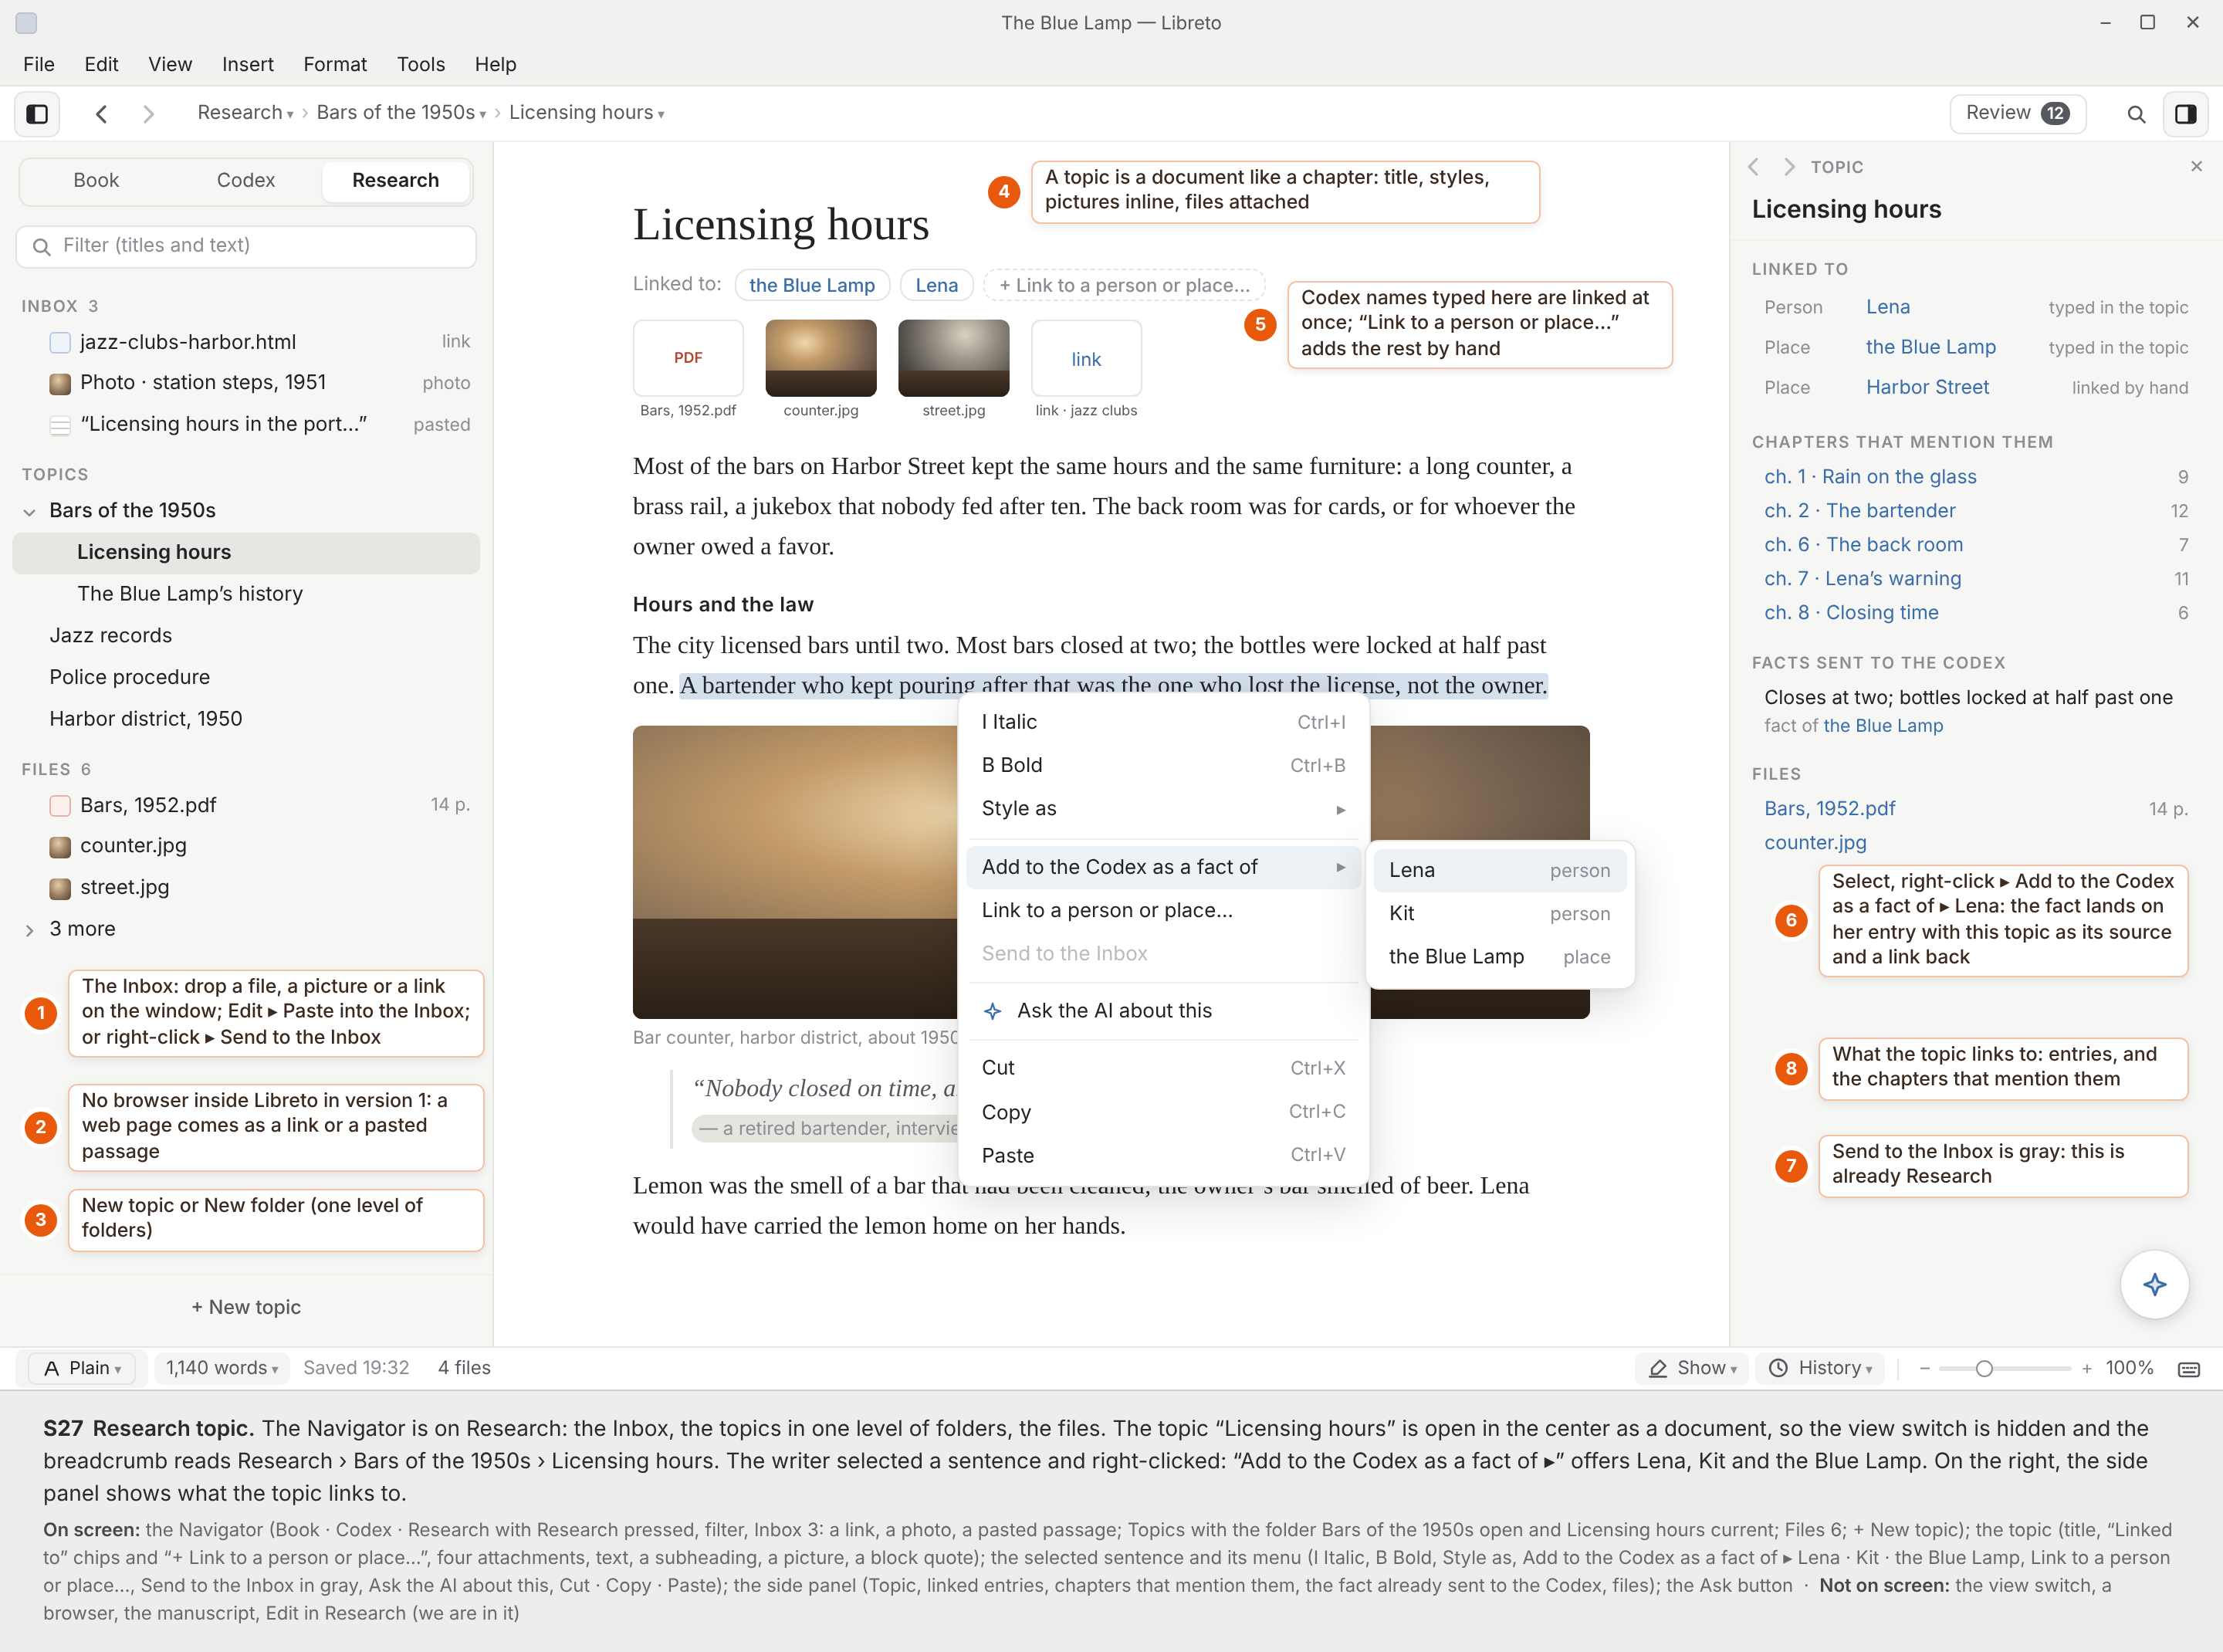 The Blue Lamp — Libreto
File Edit View Insert Format Tools Help
Research ▾ › Bars of the 1950s ▾ › Licensing hours ▾
Review 12
Book Codex Research
Filter (titles and text)
INBOX 3
jazz-clubs-harbor.html link
Photo · station steps, 1951 photo
“Licensing hours in the port…” pasted
TOPICS
Bars of the 1950s
Licensing hours
The Blue Lamp’s history
Jazz records
Police procedure
Harbor district, 1950
FILES 6
Bars, 1952.pdf 14 p.
counter.jpg
street.jpg
3 more
1
The Inbox: drop a file, a picture or a link
on the window; Edit ▸ Paste into the Inbox;
or right-click ▸ Send to the Inbox
2
No browser inside Libreto in version 1: a
web page comes as a link or a pasted
passage
3
New topic or New folder (one level of
folders)
+ New topic
4
A topic is a document like a chapter: title, styles,
pictures inline, files attached
Licensing hours
Linked to: the Blue Lamp Lena + Link to a person or place…
5
Codex names typed here are linked at
once; “Link to a person or place…”
adds the rest by hand
PDF
link
Bars, 1952.pdf counter.jpg street.jpg link · jazz clubs
Most of the bars on Harbor Street kept the same hours and the same furniture: a long counter, a
brass rail, a jukebox that nobody fed after ten. The back room was for cards, or for whoever the
owner owed a favor.
Hours and the law
The city licensed bars until two. Most bars closed at two; the bottles were locked at half past
one. A bartender who kept pouring after that was the one who lost the license, not the owner.
I Italic Ctrl+I
B Bold Ctrl+B
Style as ▸
Add to the Codex as a fact of ▸
Link to a person or place…
Send to the Inbox
Ask the AI about this
Cut Ctrl+X
Copy Ctrl+C
Paste Ctrl+V
Lena person
Kit person
the Blue Lamp place
Bar counter, harbor district, about 1950
“Nobody closed on time, a
— a retired bartender,
Lemon was the smell of a bar that had been cleaned; the owner’s bar smelled of beer. Lena
would have carried the lemon home on her hands.
TOPIC
Licensing hours
LINKED TO
Person Lena typed in the topic
Place the Blue Lamp typed in the topic
Place Harbor Street linked by hand
CHAPTERS THAT MENTION THEM
ch. 1 · Rain on the glass 9
ch. 2 · The bartender 12
ch. 6 · The back room 7
ch. 7 · Lena’s warning 11
ch. 8 · Closing time 6
FACTS SENT TO THE CODEX
Closes at two; bottles locked at half past one
fact of the Blue Lamp
FILES
Bars, 1952.pdf 14 p.
counter.jpg
6
Select, right-click ▸ Add to the Codex
as a fact of ▸ Lena: the fact lands on
her entry with this topic as its source
and a link back
8
What the topic links to: entries, and
the chapters that mention them
7
Send to the Inbox is gray: this is
already Research
A Plain ▾ 1,140 words ▾ Saved 19:32 4 files
Show ▾ History ▾ − + 100%
S27 Research topic. The Navigator is on Research: the Inbox, the topics in one level of folders, the files. The topic “Licensing hours” is open in the center as a document, so the view switch is hidden and the
breadcrumb reads Research › Bars of the 1950s › Licensing hours. The writer selected a sentence and right-clicked: “Add to the Codex as a fact of ▸” offers Lena, Kit and the Blue Lamp. On the right, the side
panel shows what the topic links to.
On screen: the Navigator (Book · Codex · Research with Research pressed, filter, Inbox 3: a link, a photo, a pasted passage; Topics with the folder Bars of the 1950s open and Licensing hours current; Files 6; + New topic); the topic (title, “Linked
to” chips and “+ Link to a person or place…”, four attachments, text, a subheading, a picture, a block quote); the selected sentence and its menu (I Italic, B Bold, Style as, Add to the Codex as a fact of ▸ Lena · Kit · the Blue Lamp, Link to a person
or place…, Send to the Inbox in gray, Ask the AI about this, Cut · Copy · Paste); the side panel (Topic, linked entries, chapters that mention them, the fact already sent to the Codex, files); the Ask button · Not on screen: the view switch, a
browser, the manuscript, Edit in Research (we are in it)